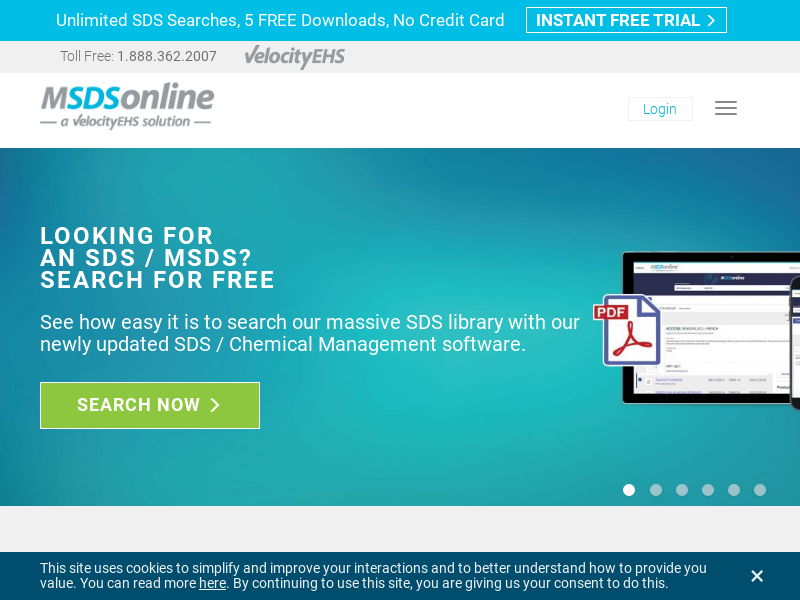 Unlimited SDS Searches, 5 FREE Downloads, No Credit Card
INSTANT FREE TRIAL
Toll Free: 1.888.362.2007
VelocityEHS
MSDSonline
a VelocityEHS solution
Login
LOOKING FOR
AN SDS / MSDS?
SEARCH FOR FREE
See how easy it is to search our massive SDS library with our
newly updated SDS / Chemical Management software.
SEARCH NOW
PDF
MSDSonline
MSDSonline
This site uses cookies to simplify and improve your interactions and to better understand how to provide you
value. You can read more here. By continuing to use this site, you are giving us your consent to do this.